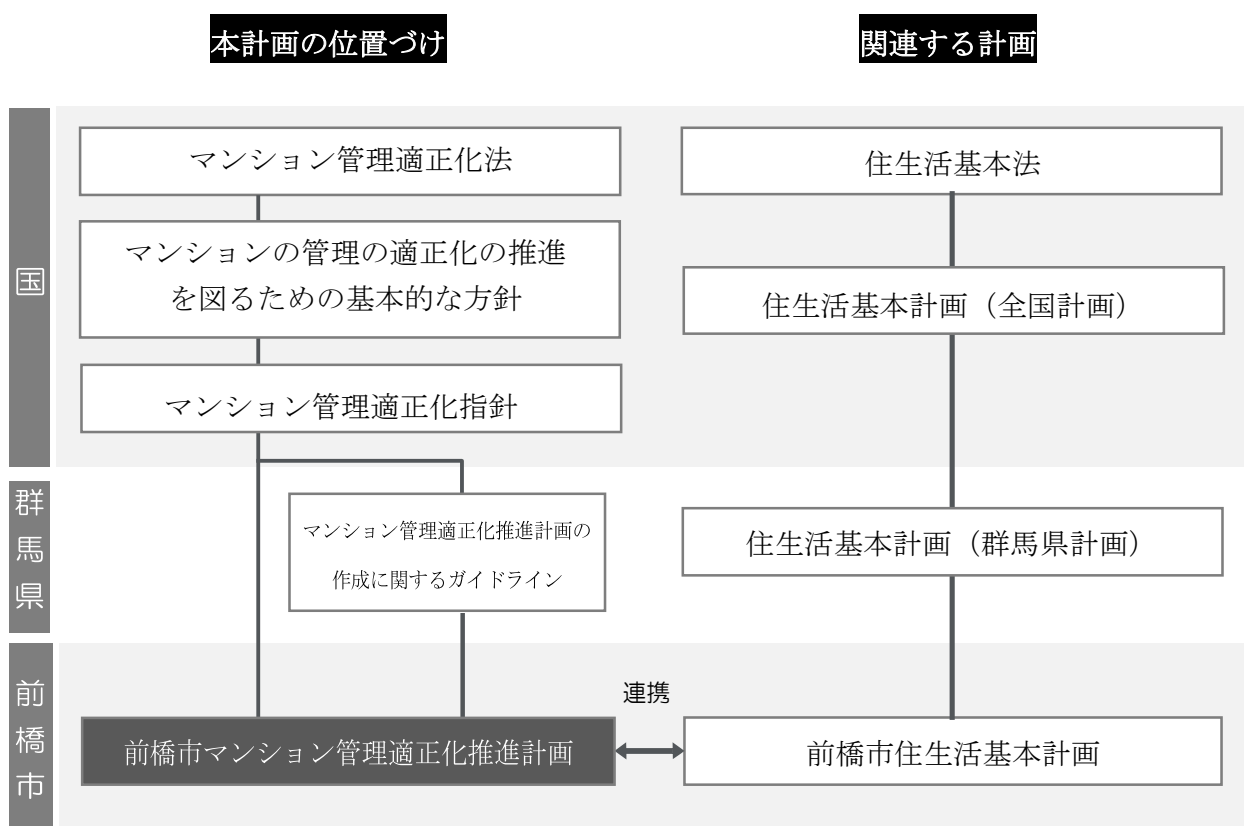 本計画の位置づけ
関連する計画
国
マンション管理適正化法
マンションの管理の適正化の推進
を図るための基本的な方針
マンション管理適正化指針
住生活基本法
住生活基本計画（全国計画）
群馬県
マンション管理適正化推進計画の
作成に関するガイドライン
住生活基本計画（群馬県計画）
前橋市
前橋市マンション管理適正化推進計画
連携
前橋市住生活基本計画